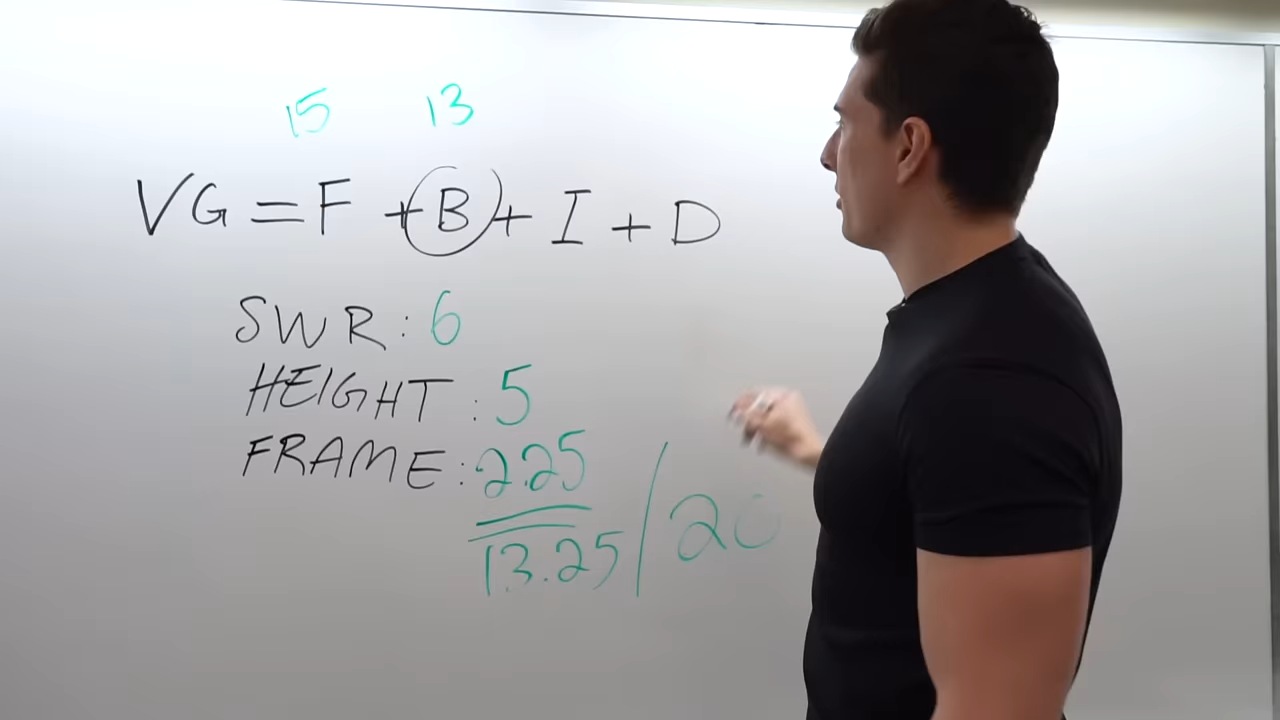 15 13
VG = F + B + I + D
SWR: 6
HEIGHT: 5
FRAME: 2.25
13.25/20